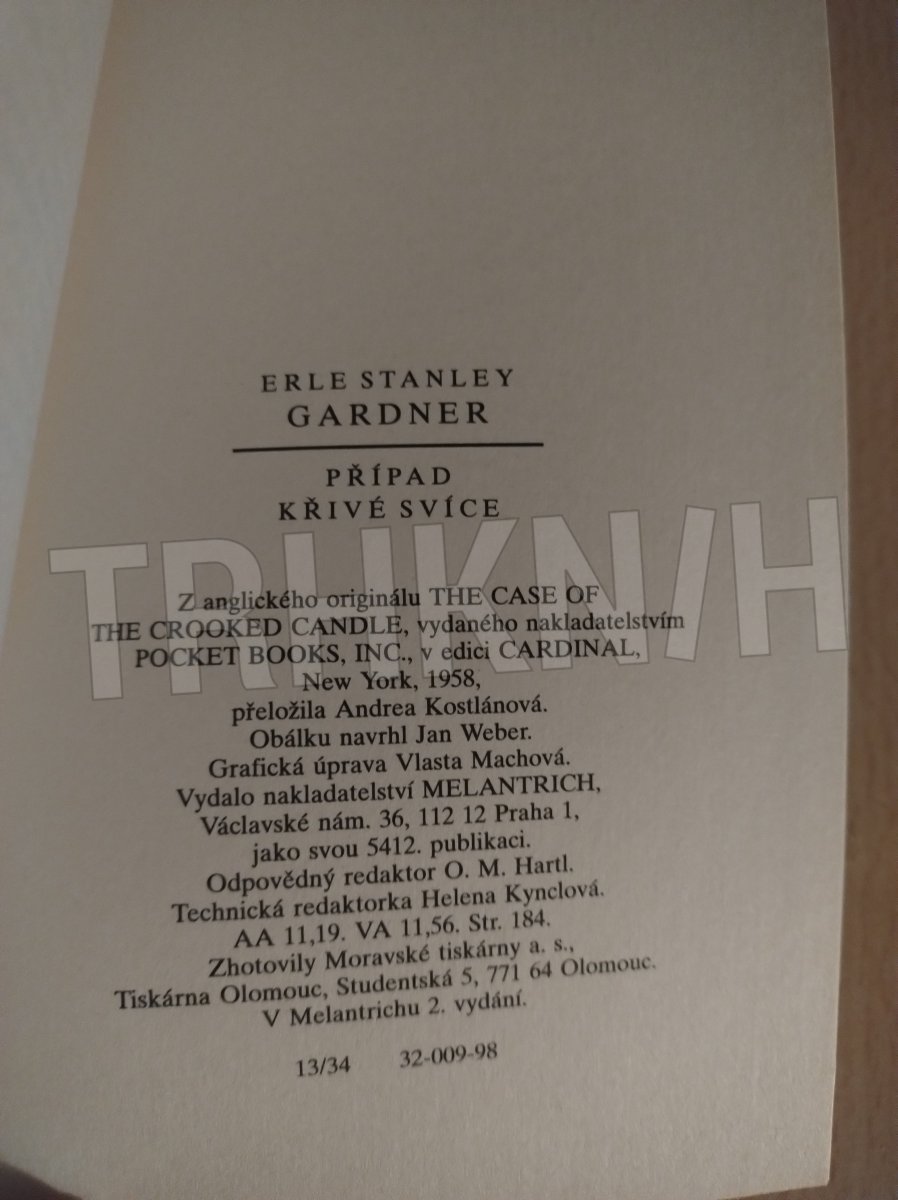 ERLE STANLEY
GARDNER
PŘÍPAD
KŘIVÉ SVÍCE
TRHKN/H
Z anglického originálu THE CASE OF
THE CROOKED CANDLE, vydaného nakladatelstvím
POCKET BOOKS, INC., v edici CARDINAL,
New York, 1958,
přeložila Andrea Kostlánová.
Obálku navrhl Jan Weber.
Grafická úprava Vlasta Machová.
Vydalo nakladatelství MELANTRICH,
Václavské nám. 36, 112 12 Praha 1,
jako svou 5412. publikaci.
Odpovědný redaktor O. M. Hartl.
Technická redaktorka Helena Kynclová.
AA 11,19. VA 11,56. Str. 184.
Zhotovily Moravské tiskárny a. s.,
Tiskárna Olomouc, Studentská 5, 771 64 Olomouc.
V Melantrichu 2. vydání.
13/34 32-009-98